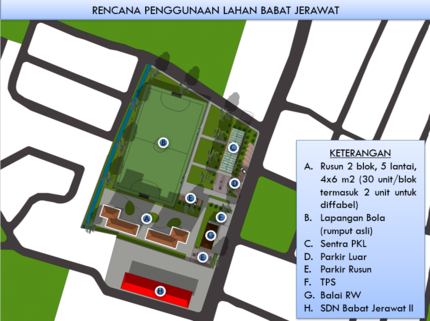 RENCANA PENGGUNAAN LAHAN BABAT JERAWAT
KETERANGAN
A. Rusun 2 blok, 5 lantai,
4x6 m2 (30 unit/blok
termasuk 2 unit untuk
diffabel)
B. Lapangan Bola
(rumput asli)
C. Sentra PKL
D. Parkir Luar
E. Parkir Rusun
F. TPS
G. Balai RW
H. SDN Babat Jerawat II
B
A
H